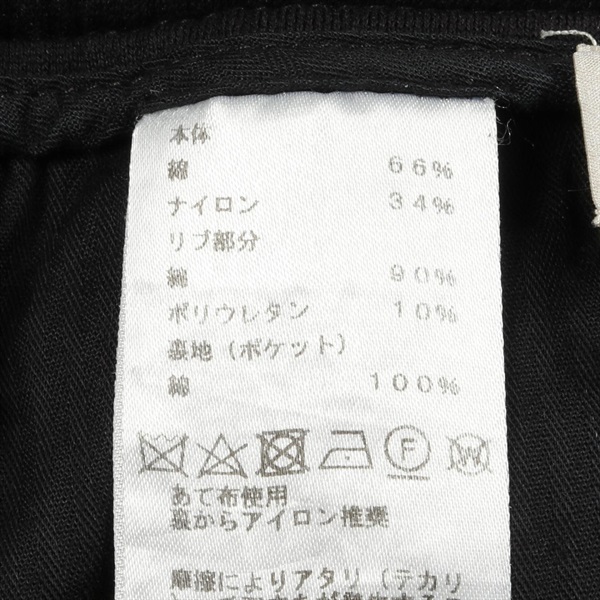 本体
綿 66%
ナイロン 34%
リブ部分
綿 90%
ポリウレタン 10%
裏地(ポケット)
綿 100%
F W
あて布使用
裏からアイロン推奨
摩擦によりアタリ(テカリ